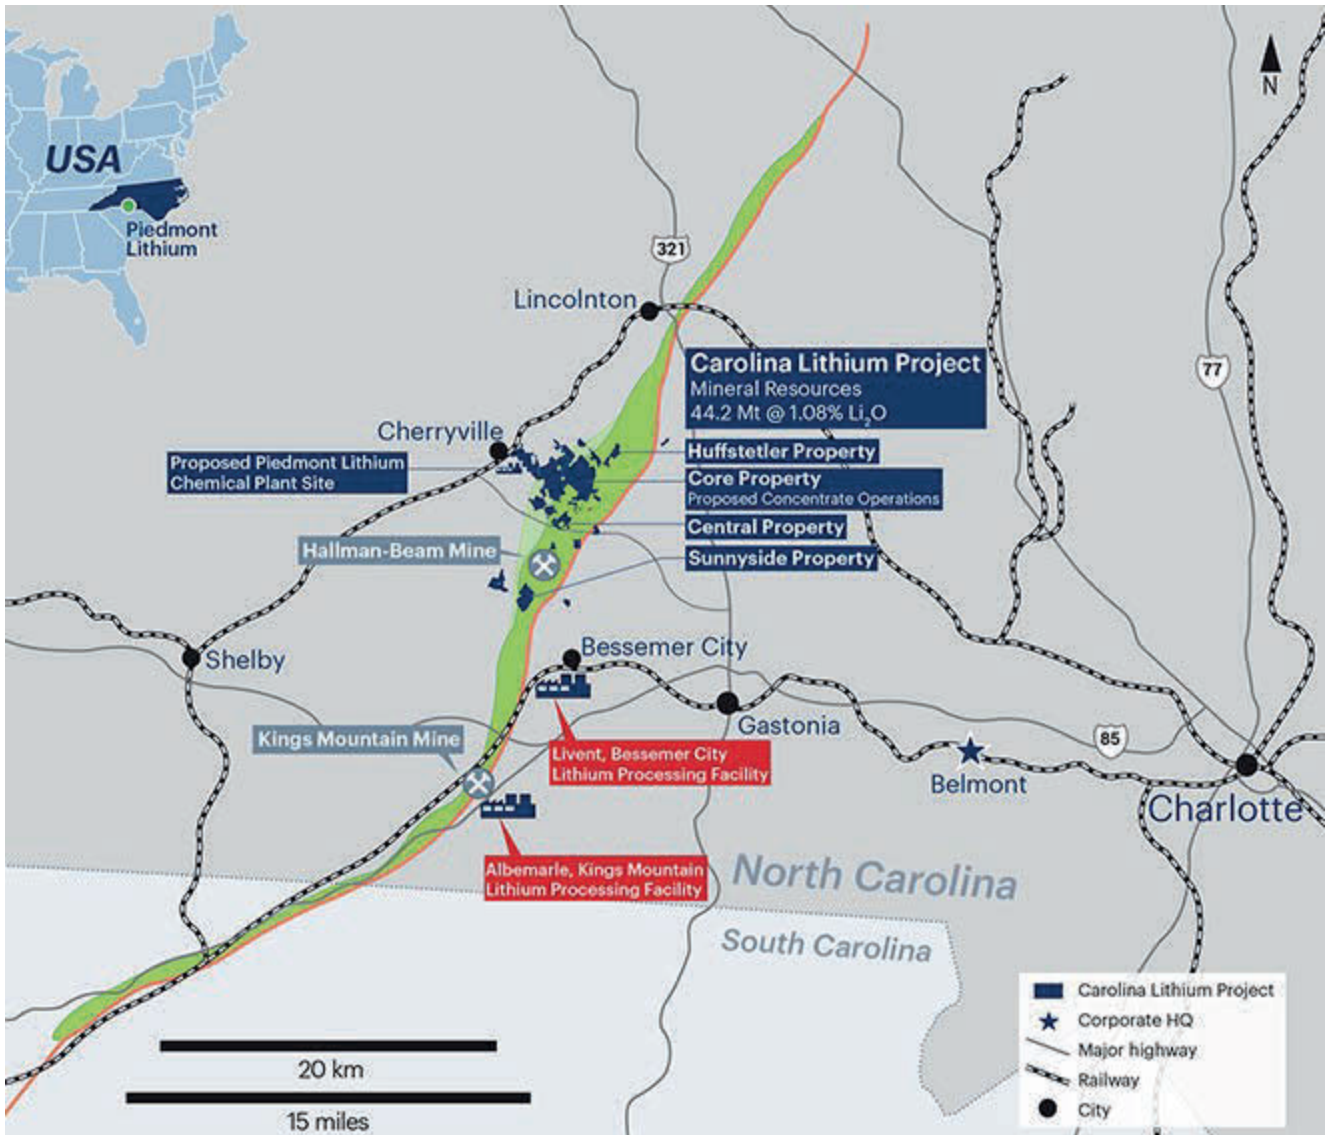 USA
Piedmont
Lithium
N
321
Lincolnton
77
Carolina Lithium Project
Mineral Resources
44.2 Mt @ 1.08% Li₂O
Cherryville
Huffstetler Property
Proposed Piedmont Lithium
Chemical Plant Site
Core Property
Proposed Concentrate Operations
Central Property
Hallman-Beam Mine
Sunnyside Property
Bessemer City
Shelby
Gastonia
Kings Mountain Mine
85
Livent, Bessemer City
Lithium Processing Facility
Belmont
Charlotte
Albemarle, Kings Mountain
Lithium Processing Facility
North Carolina
South Carolina
Carolina Lithium Project
Corporate HQ
Major highway
Railway
City
20 km
15 miles